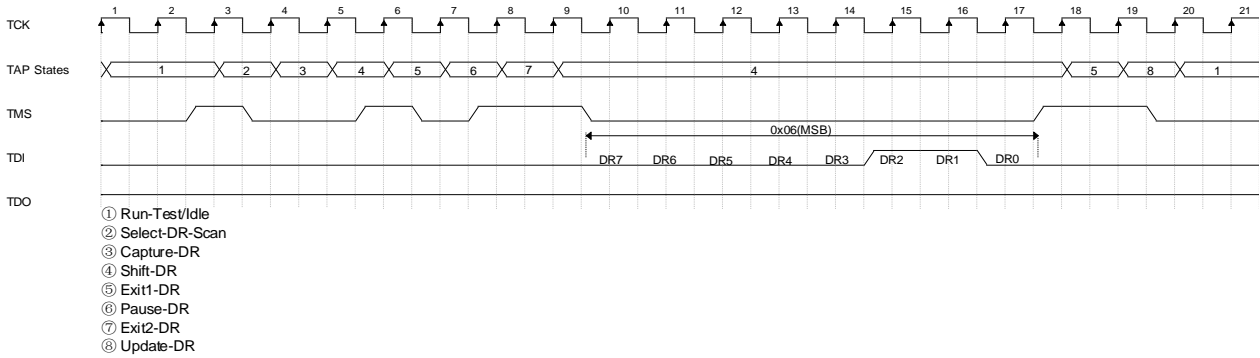 1 2 3 4 5 6 7 8 9 10 11 12 13 14 15 16 17 18 19 20 21
TCK
TAP States 1 2 3 4 5 6 7 4 5 8 1
TMS
0x06(MSB)
TDI DR7 DR6 DR5 DR4 DR3 DR2 DR1 DR0
TDO
① Run-Test/Idle
② Select-DR-Scan
③ Capture-DR
④ Shift-DR
⑤ Exit1-DR
⑥ Pause-DR
⑦ Exit2-DR
⑧ Update-DR